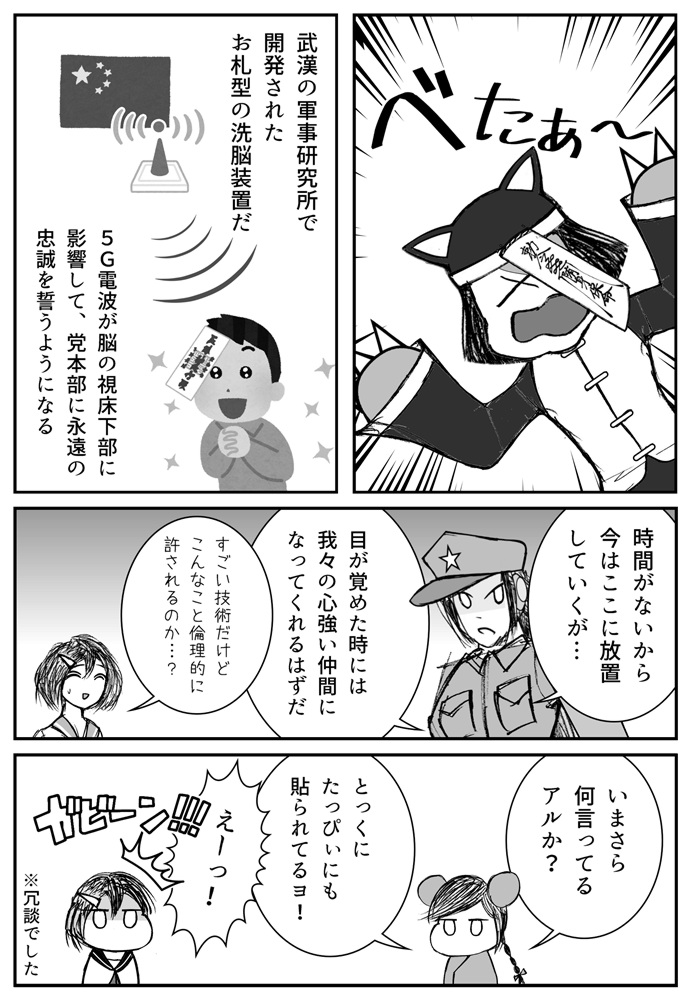 べたぁ～
武漢の軍事研究所で
開発された
お札型の洗脳装置だ
５Ｇ電波が脳の視床下部に
影響して、党本部に永遠の
忠誠を誓うようになる
時間がないから
今はここに放置
していくが…
目が覚めた時には
我々の心強い仲間に
なってくれるはずだ
すごい技術だけど
こんなこと倫理的に
許されるのか…？
いまさら
何言ってる
アルか？
とっくに
たっぴぃにも
貼られてるヨ！
えーっ！
ガビーン!!!
※冗談でした